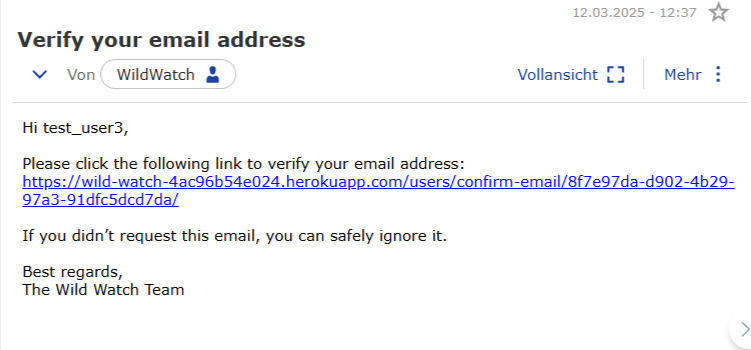 12.03.2025 - 12:37
Verify your email address
Von WildWatch Vollansicht Mehr
Hi test_user3,
Please click the following link to verify your email address:
https://wild-watch-4ac96b54e024.herokuapp.com/users/confirm-email/8f7e97da-d902-4b29-
97a3-91dfc5dcd7da/
If you didn’t request this email, you can safely ignore it.
Best regards,
The Wild Watch Team